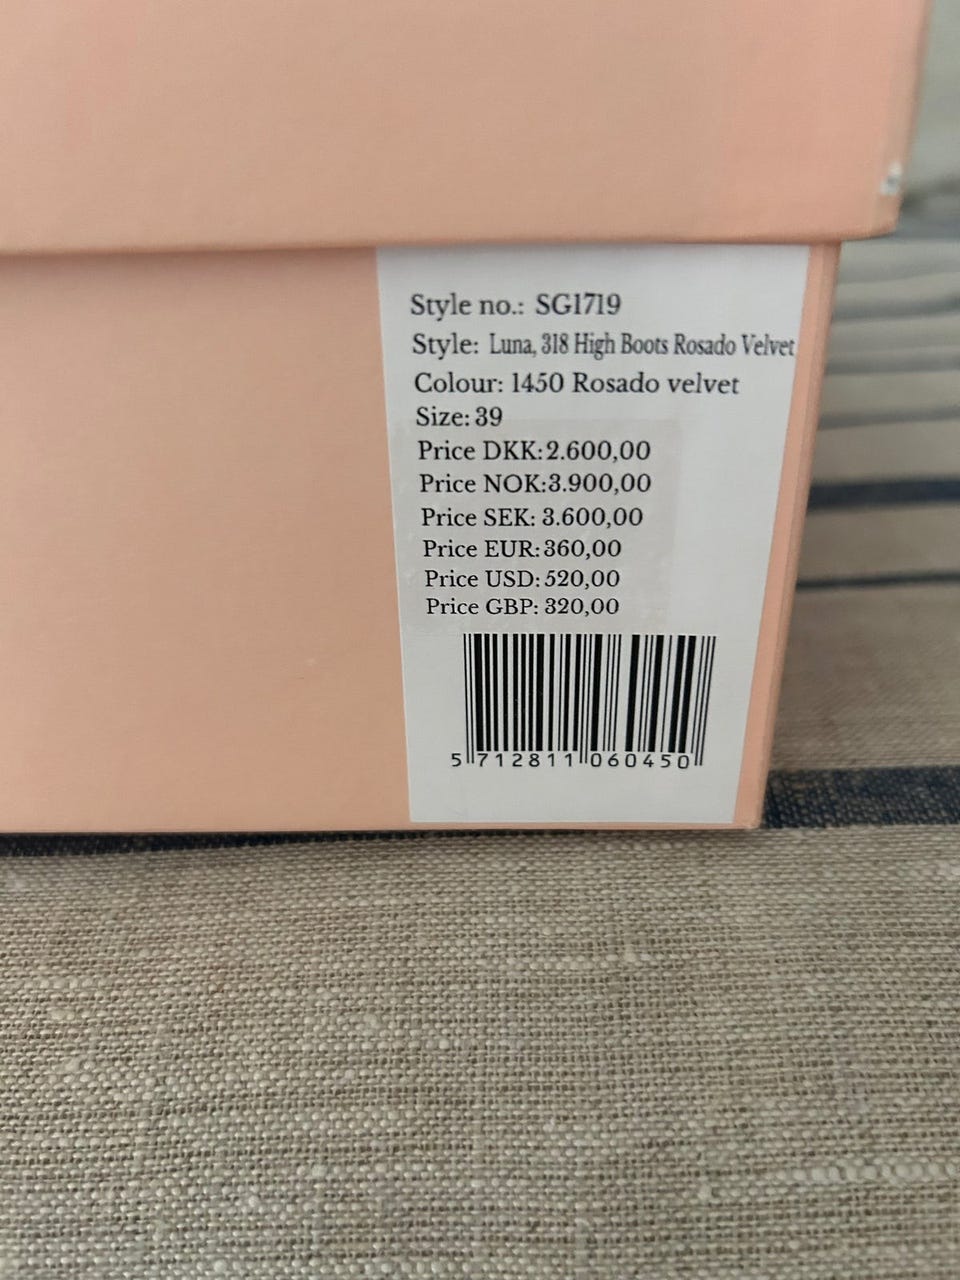 Style no.: SG1719
Style: Luna, 318 High Boots Rosado Velvet
Colour: 1450 Rosado velvet
Size: 39
Price DKK:2.600,00
Price NOK:3.900,00
Price SEK: 3.600,00
Price EUR: 360,00
Price USD: 520,00
Price GBP: 320,00
5 712811 060450